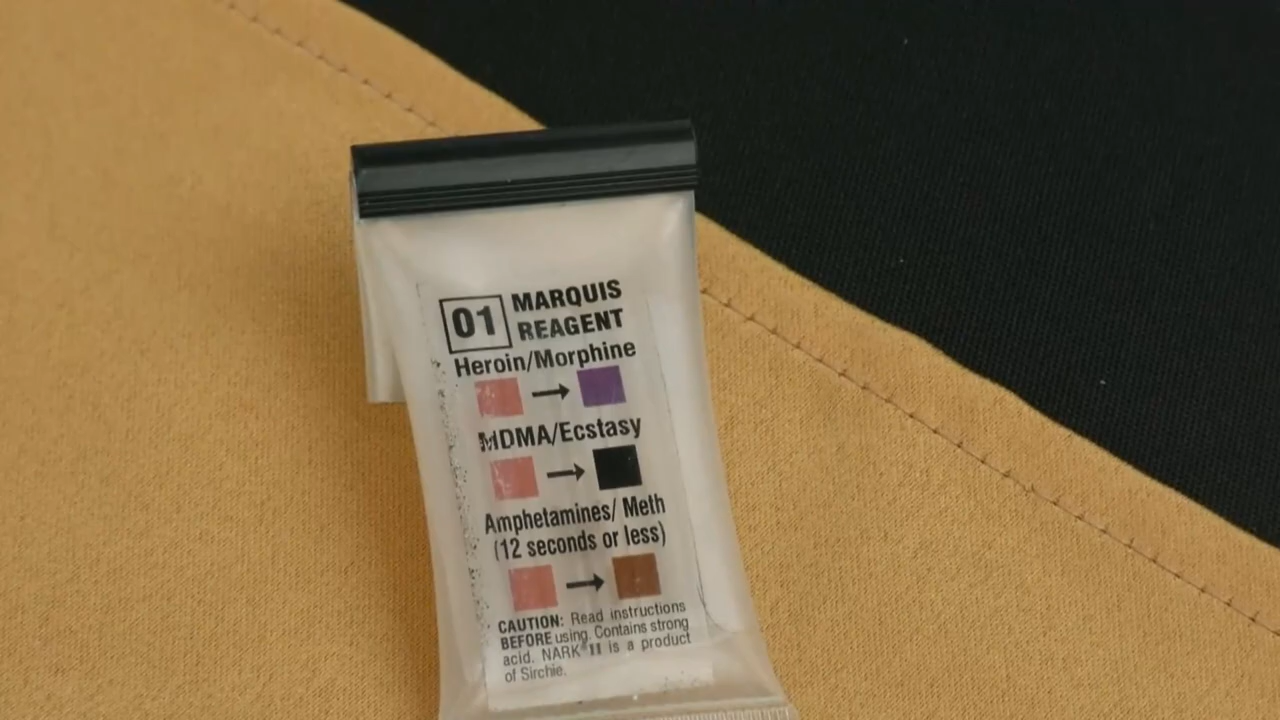 01 MARQUIS
REAGENT
Heroin/Morphine
MDMA/Ecstasy
Amphetamines/ Meth
(12 seconds or less)
CAUTION: Read instructions
BEFORE using. Contains strong
acid. NARK® II is a product
of Sirchie.